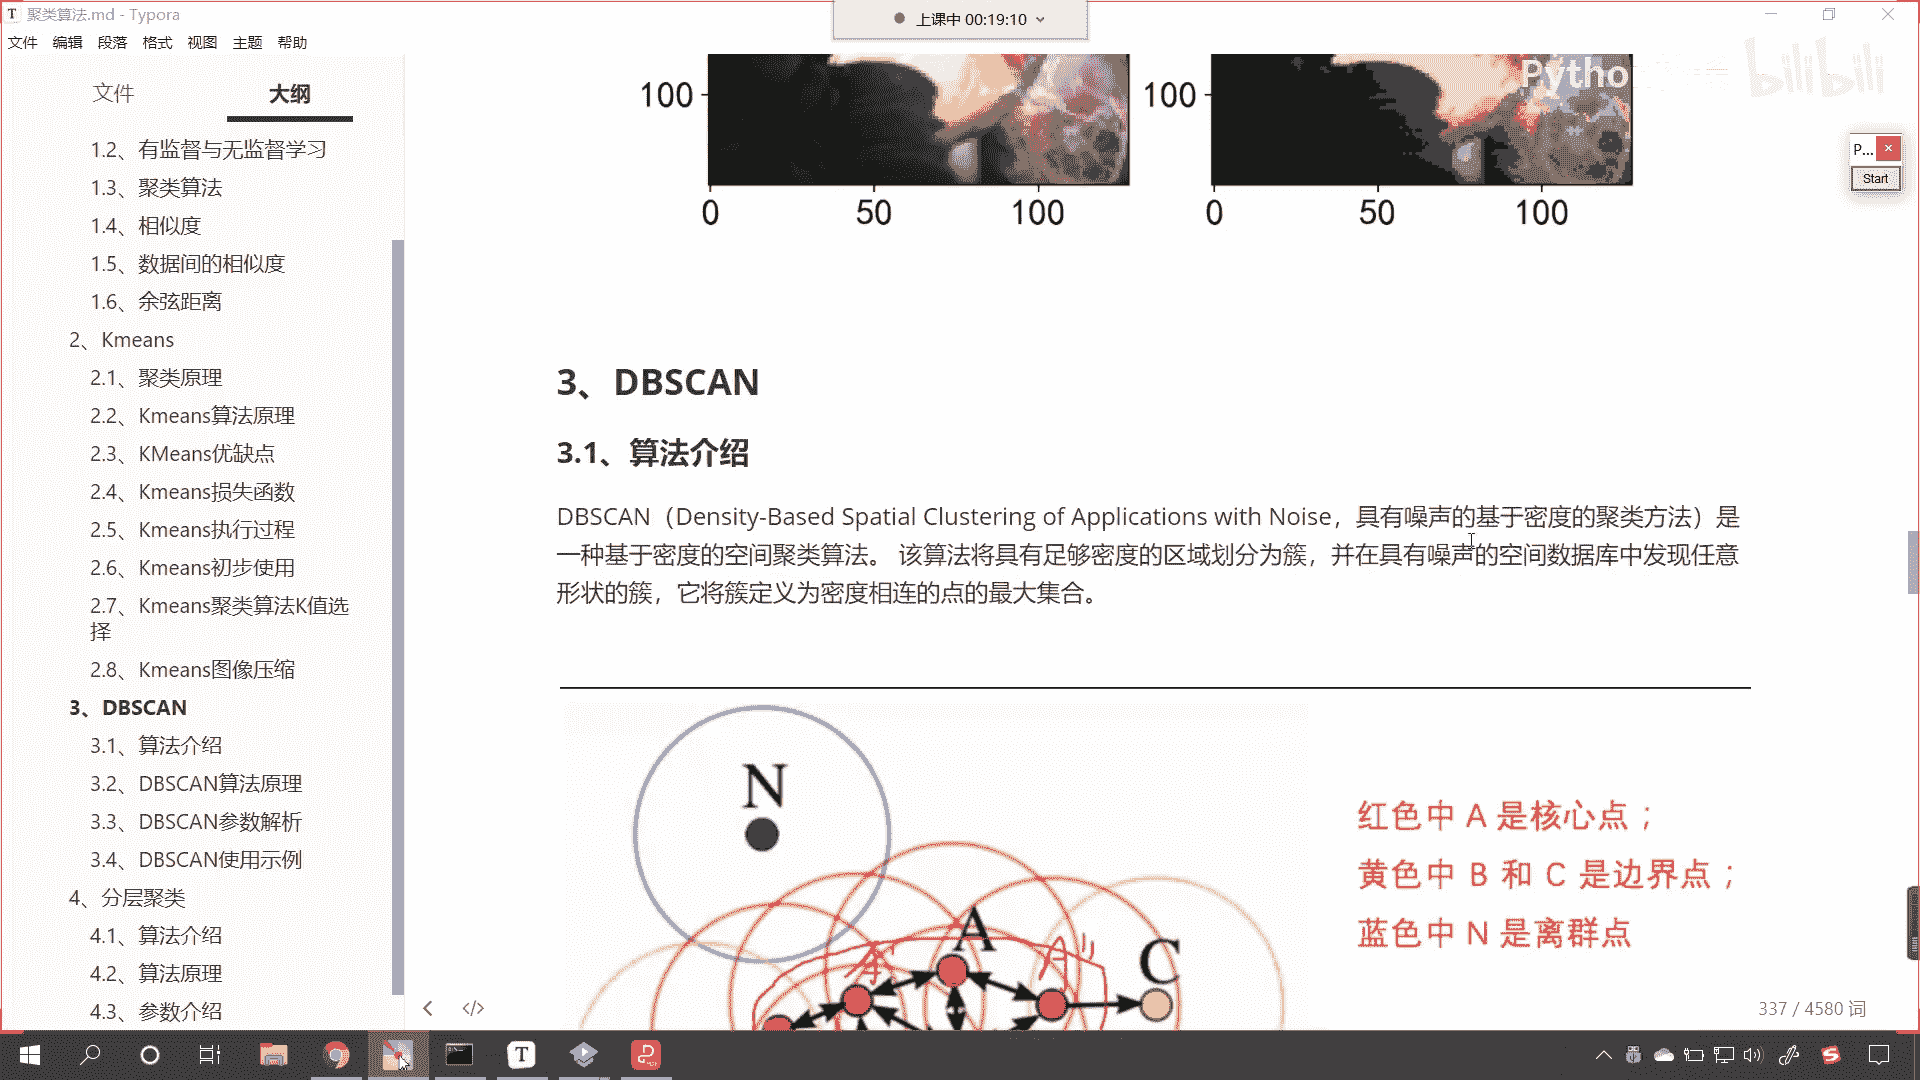 聚类算法.md - Typora
上课中 00:19:10
文件 编辑 段落 格式 视图 主题 帮助
文件 大纲
1.2、有监督与无监督学习
1.3、聚类算法
1.4、相似度
1.5、数据间的相似度
1.6、余弦距离
2、Kmeans
2.1、聚类原理
2.2、Kmeans算法原理
2.3、KMeans优缺点
2.4、Kmeans损失函数
2.5、Kmeans执行过程
2.6、Kmeans初步使用
2.7、Kmeans聚类算法K值选
择
2.8、Kmeans图像压缩
3、DBSCAN
3.1、算法介绍
3.2、DBSCAN算法原理
3.3、DBSCAN参数解析
3.4、DBSCAN使用示例
4、分层聚类
4.1、算法介绍
4.2、算法原理
4.3、参数介绍
100 100
0 50 100 0 50 100
Pytho
bilibili
P...
Start
3、DBSCAN
3.1、算法介绍
DBSCAN（Density-Based Spatial Clustering of Applications with Noise，具有噪声的基于密度的聚类方法）是
一种基于密度的空间聚类算法。 该算法将具有足够密度的区域划分为簇，并在具有噪声的空间数据库中发现任意
形状的簇，它将簇定义为密度相连的点的最大集合。
N
A
C
A''
红色中 A 是核心点；
黄色中 B 和 C 是边界点；
蓝色中 N 是离群点
337 / 4580 词